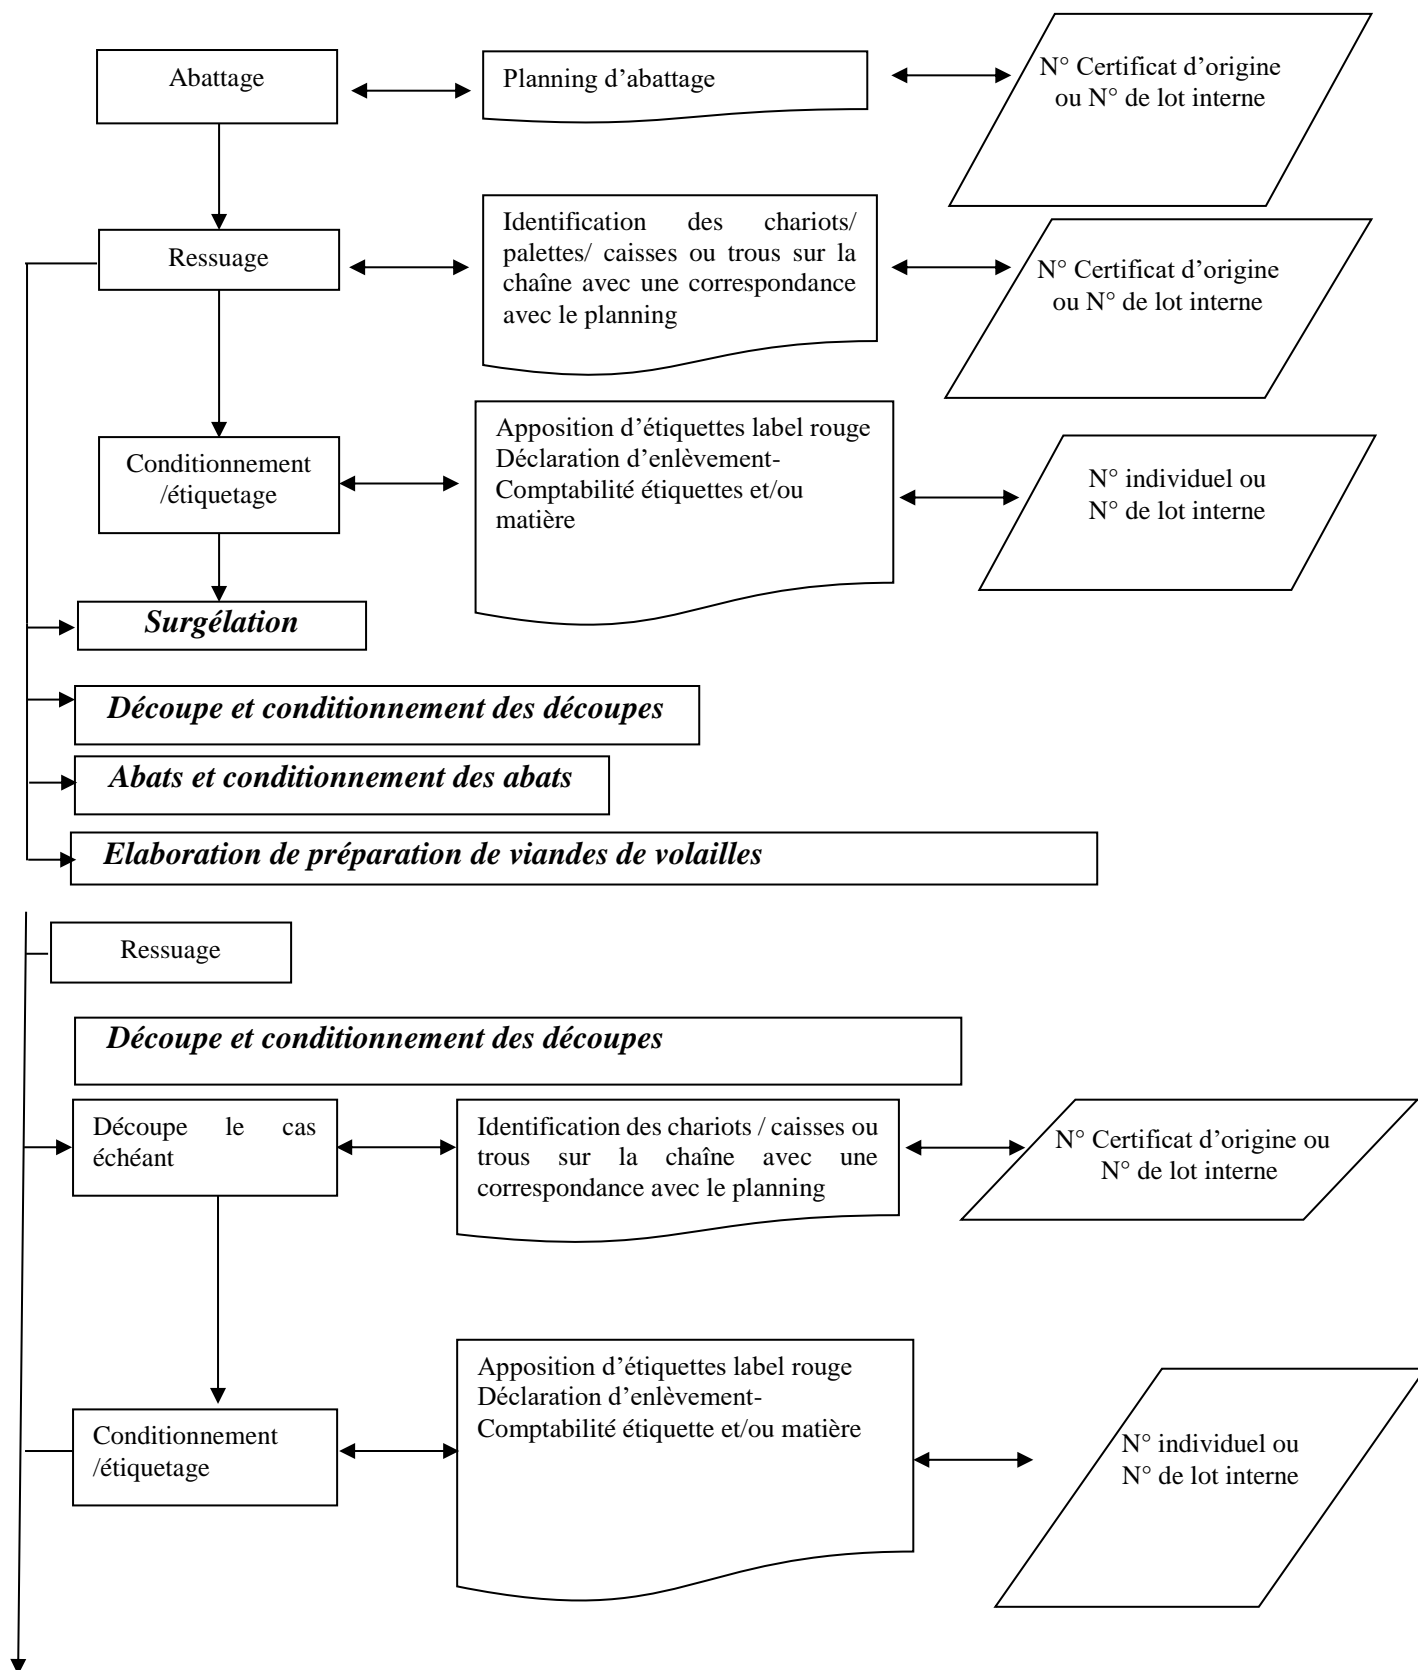 Abattage
Planning d'abattage
N° Certificat d'origine
ou N° de lot interne
Ressuage
Identification des chariots/
palettes/ caisses ou trous sur la
chaîne avec une correspondance
avec le planning
N° Certificat d'origine
ou N° de lot interne
Conditionnement
/étiquetage
Apposition d'étiquettes label rouge
Déclaration d'enlèvement-
Comptabilité étiquettes et/ou
matière
N° individuel ou
N° de lot interne
Surgélation
Découpe et conditionnement des découpes
Abats et conditionnement des abats
Elaboration de préparation de viandes de volailles
Ressuage
Découpe et conditionnement des découpes
Découpe le cas
échéant
Identification des chariots / caisses ou
trous sur la chaîne avec une
correspondance avec le planning
N° Certificat d'origine ou
N° de lot interne
Conditionnement
/étiquetage
Apposition d'étiquettes label rouge
Déclaration d'enlèvement-
Comptabilité étiquette et/ou matière
N° individuel ou
N° de lot interne